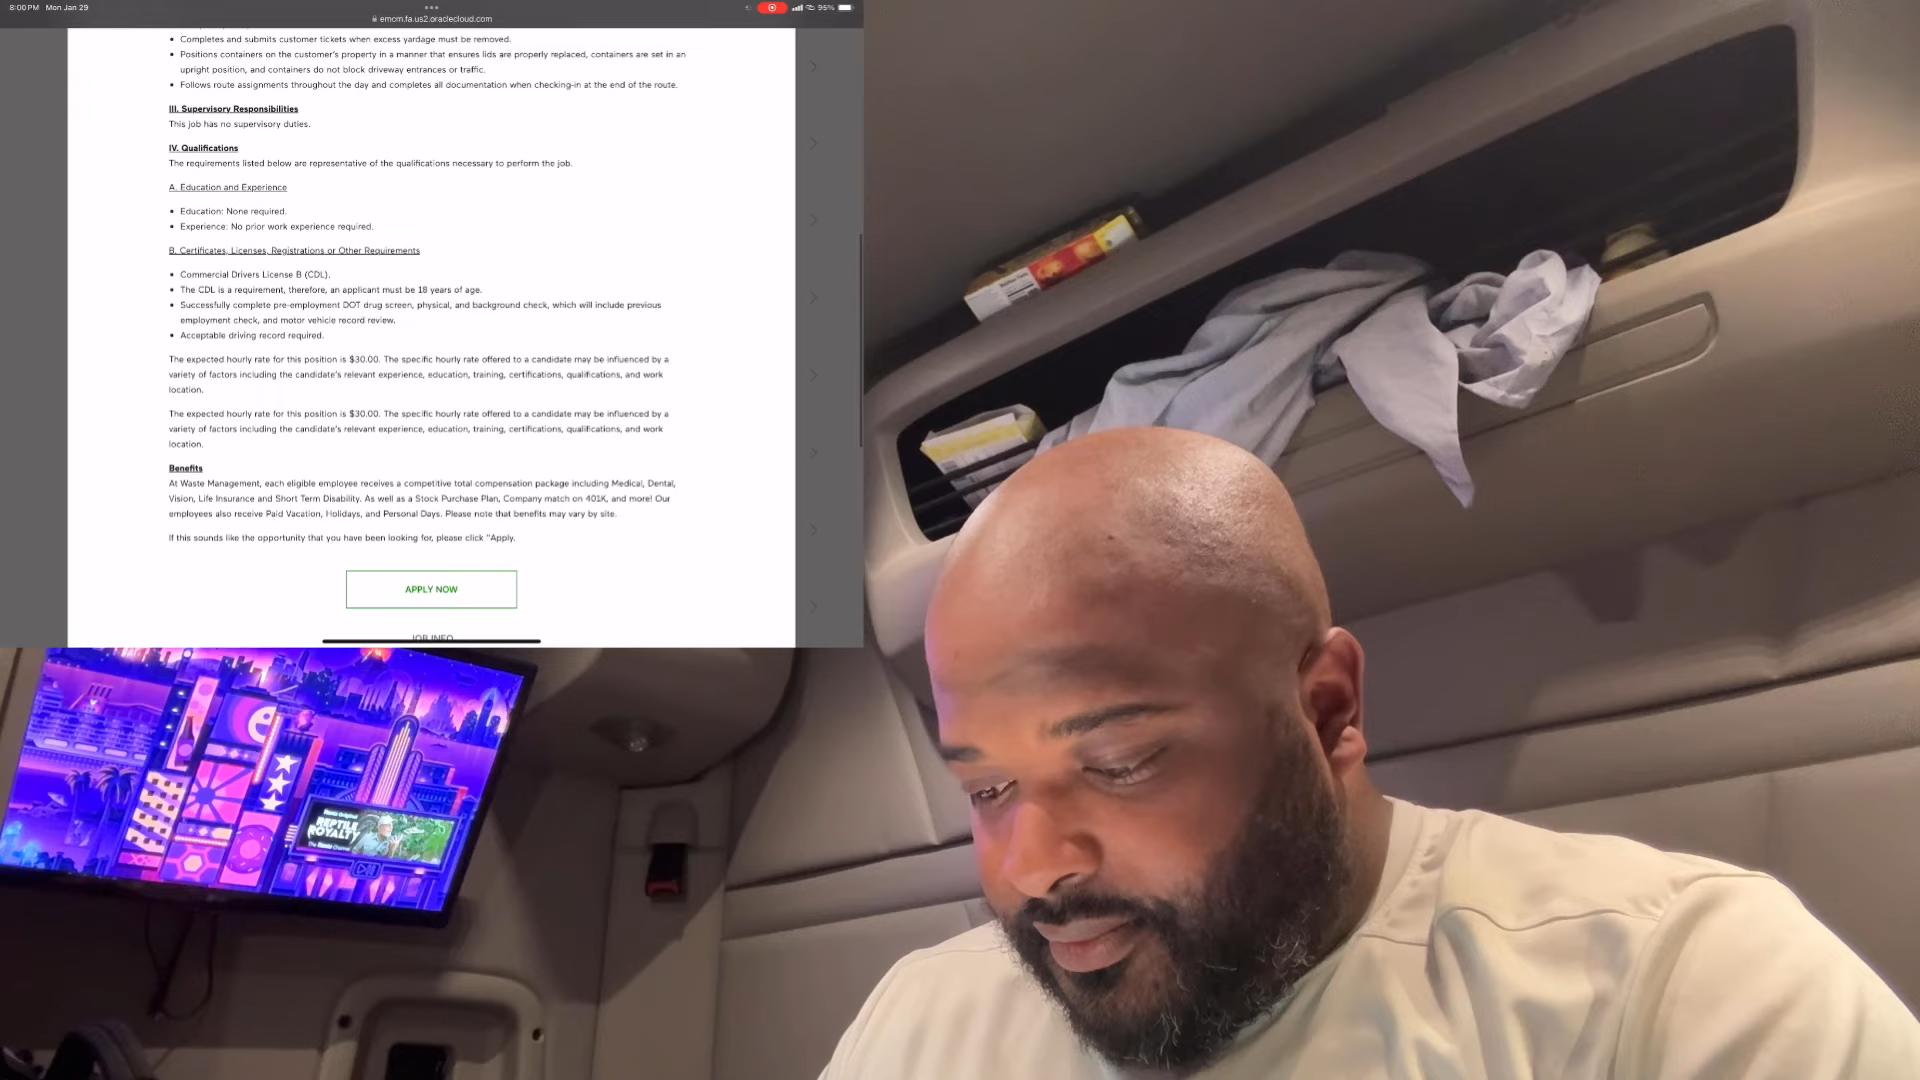 8:00 PM Mon Jan 29
95%
emcm.fa.us2.oraclecloud.com
• Completes and submits customer tickets when excess yardage must be removed.
• Positions containers on the customer's property in a manner that ensures lids are properly replaced, containers are set in an
upright position, and containers do not block driveway entrances or traffic.
• Follows route assignments throughout the day and completes all documentation when checking-in at the end of the route.
III. Supervisory Responsibilities
This job has no supervisory duties.
IV. Qualifications
The requirements listed below are representative of the qualifications necessary to perform the job.
A. Education and Experience
• Education: None required.
• Experience: No prior work experience required.
B. Certificates, Licenses, Registrations or Other Requirements
• Commercial Drivers License B (CDL).
• The CDL is a requirement, therefore, an applicant must be 18 years of age.
• Successfully complete pre-employment DOT drug screen, physical, and background check, which will include previous
employment check, and motor vehicle record review.
• Acceptable driving record required.
The expected hourly rate for this position is $30.00. The specific hourly rate offered to a candidate may be influenced by a
variety of factors including the candidate's relevant experience, education, training, certifications, qualifications, and work
location.
The expected hourly rate for this position is $30.00. The specific hourly rate offered to a candidate may be influenced by a
variety of factors including the candidate's relevant experience, education, training, certifications, qualifications, and work
location.
Benefits
At Waste Management, each eligible employee receives a competitive total compensation package including Medical, Dental,
Vision, Life Insurance and Short Term Disability. As well as a Stock Purchase Plan, Company match on 401K, and more! Our
employees also receive Paid Vacation, Holidays, and Personal Days. Please note that benefits may vary by site.
If this sounds like the opportunity that you have been looking for, please click "Apply.
APPLY NOW
JOB INFO
REPTILE
ROYALTY
The Roku Channel